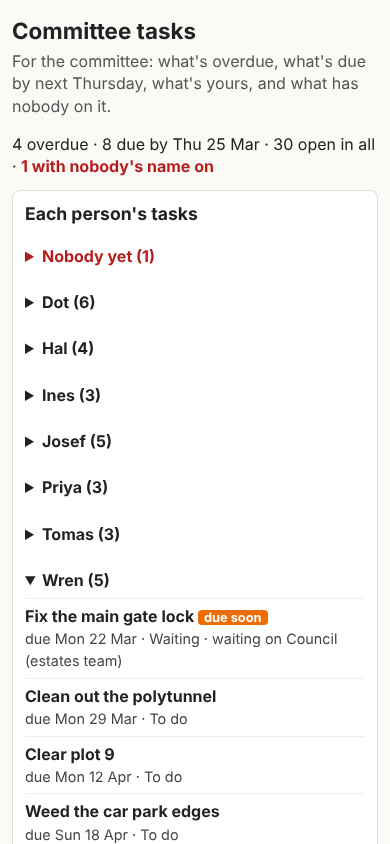 Committee tasks
For the committee: what's overdue, what's due
by next Thursday, what's yours, and what has
nobody on it.
4 overdue · 8 due by Thu 25 Mar · 30 open in all
· 1 with nobody's name on
Each person's tasks
Nobody yet (1)
Dot (6)
Hal (4)
Ines (3)
Josef (5)
Priya (3)
Tomas (3)
Wren (5)
Fix the main gate lock due soon
due Mon 22 Mar · Waiting · waiting on Council
(estates team)
Clean out the polytunnel
due Mon 29 Mar · To do
Clear plot 9
due Mon 12 Apr · To do
Weed the car park edges
due Sun 18 Apr · To do